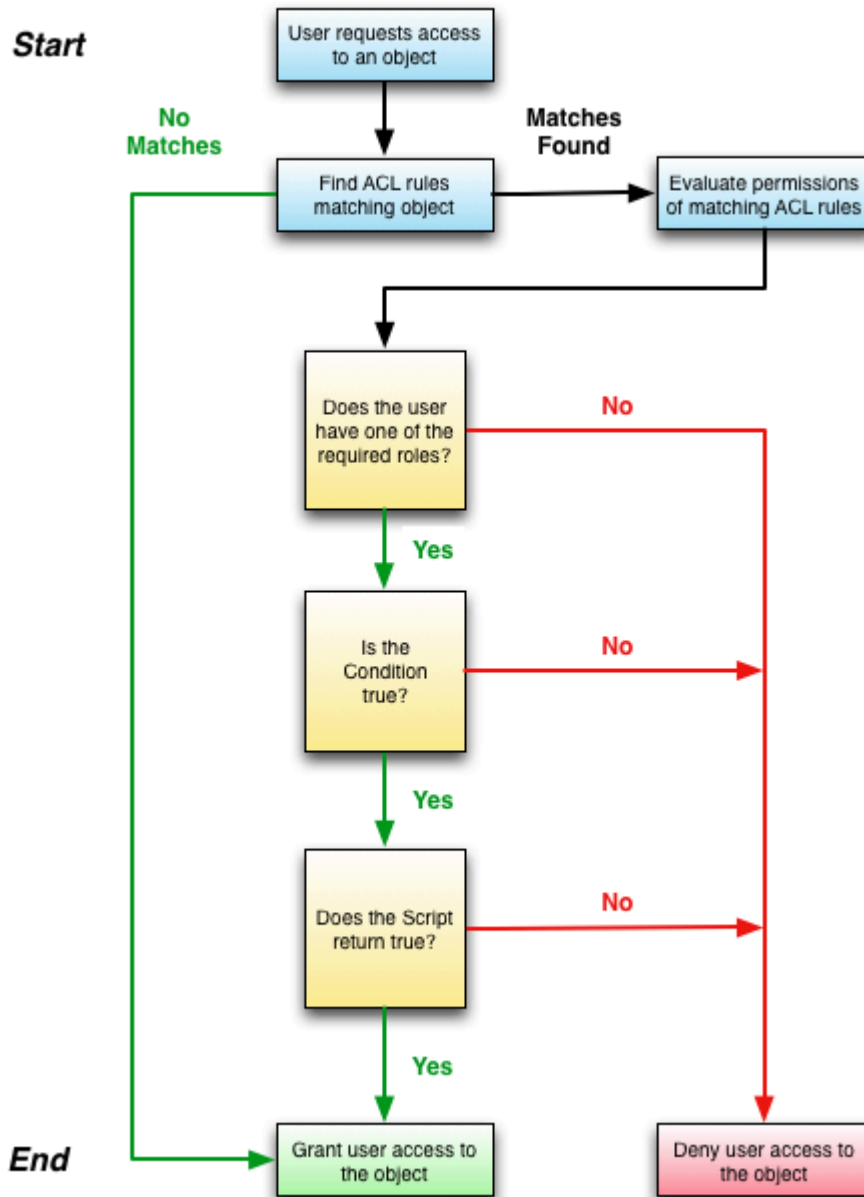 Start
User requests access
to an object
No
Matches
Matches
Found
Find ACL rules
matching object
Evaluate permissions
of matching ACL rules
Does the user
have one of the
required roles?
No
Yes
Is the
Condition
true?
No
Yes
Does the Script
return true?
No
Yes
End
Grant user access to
the object
Deny user access to
the object